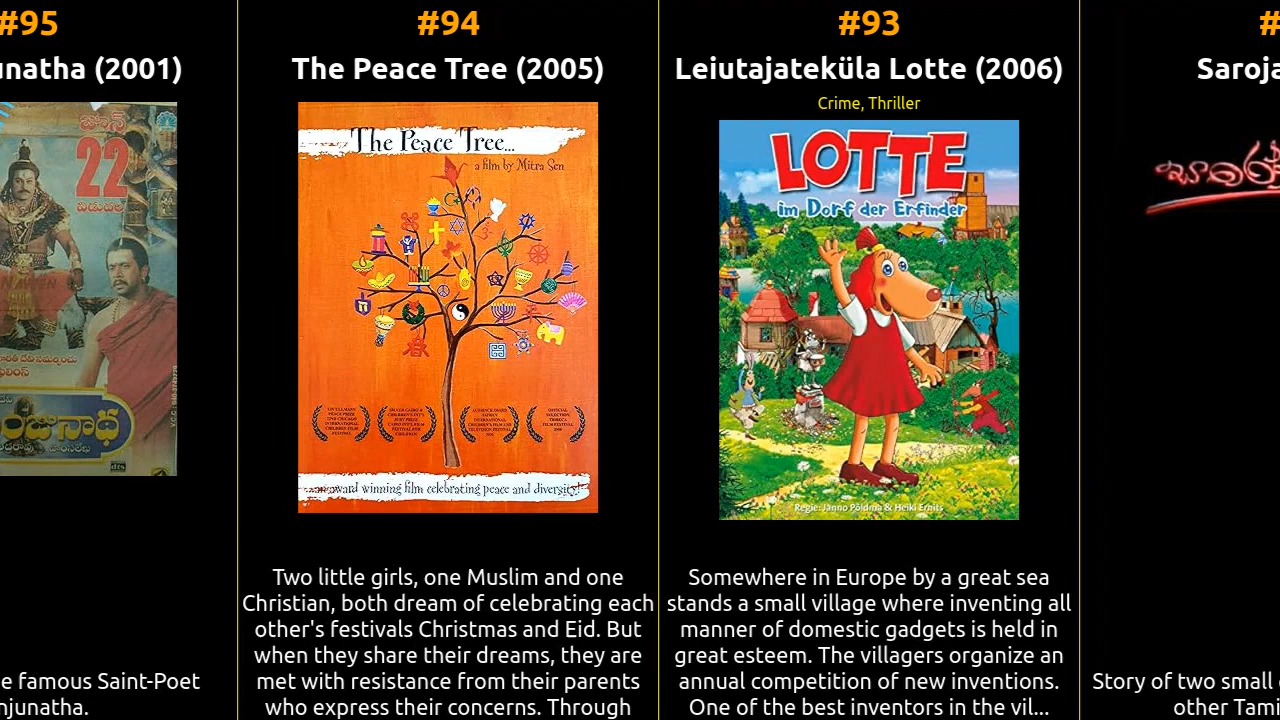 #95
unatha (2001)
జూన్
22
విడుదల
e famous Saint-Poet
njunatha.
#94
The Peace Tree (2005)
The Peace Tree...
a film by Mitra Sen
award winning film celebrating peace and diversity!
Two little girls, one Muslim and one
Christian, both dream of celebrating each
other's festivals Christmas and Eid. But
when they share their dreams, they are
met with resistance from their parents
who express their concerns. Through
#93
Leiutajateküla Lotte (2006)
Crime, Thriller
LOTTE
im Dorf der Erfinder
Regie: Janno Põldma & Heiki Ernits
Somewhere in Europe by a great sea
stands a small village where inventing all
manner of domestic gadgets is held in
great esteem. The villagers organize an
annual competition of new inventions.
One of the best inventors in the vil...
#
Saroja
Story of two small
other Tami